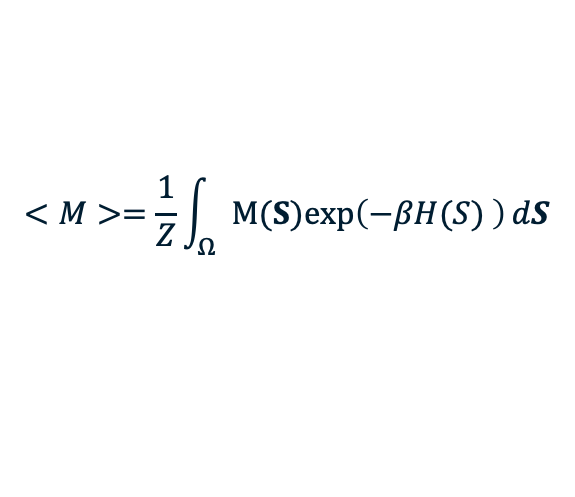 < M >= 1/Z ∫_Ω M(𝐒)exp(−βH(S) ) d𝑺